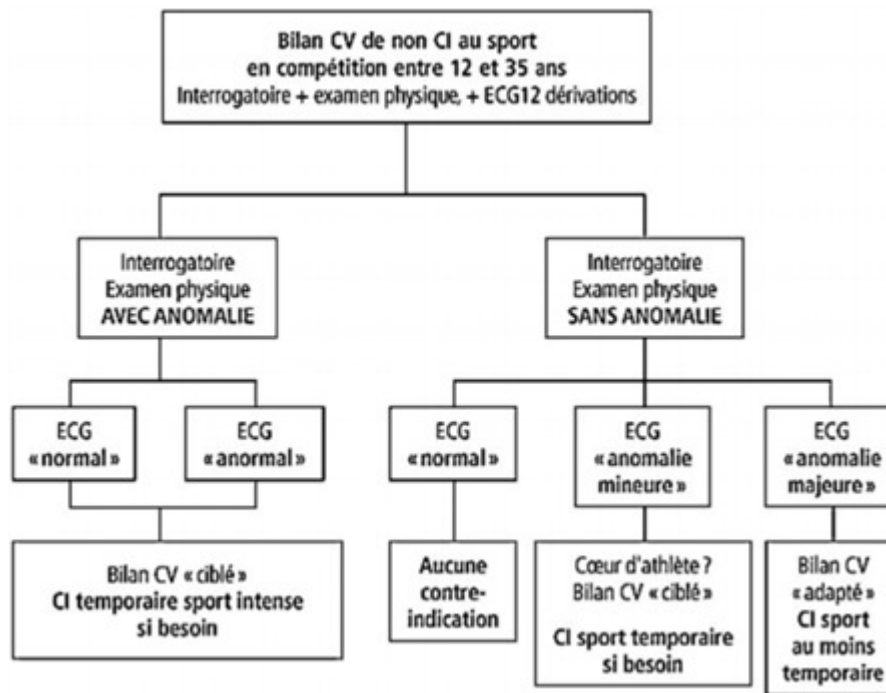 Bilan CV de non CI au sport
en compétition entre 12 et 35 ans
Interrogatoire + examen physique, + ECG12 dérivations
Interrogatoire
Examen physique
AVEC ANOMALIE
Interrogatoire
Examen physique
SANS ANOMALIE
ECG
« normal »
ECG
« anormal »
ECG
« normal »
ECG
« anomalie
mineure »
ECG
« anomalie
majeure »
Bilan CV « ciblé »
CI temporaire sport intense
si besoin
Aucune
contre-
indication
Cœur d'athlète ?
Bilan CV « ciblé »
CI sport temporaire
si besoin
Bilan CV
« adapté »
CI sport
au moins
temporaire